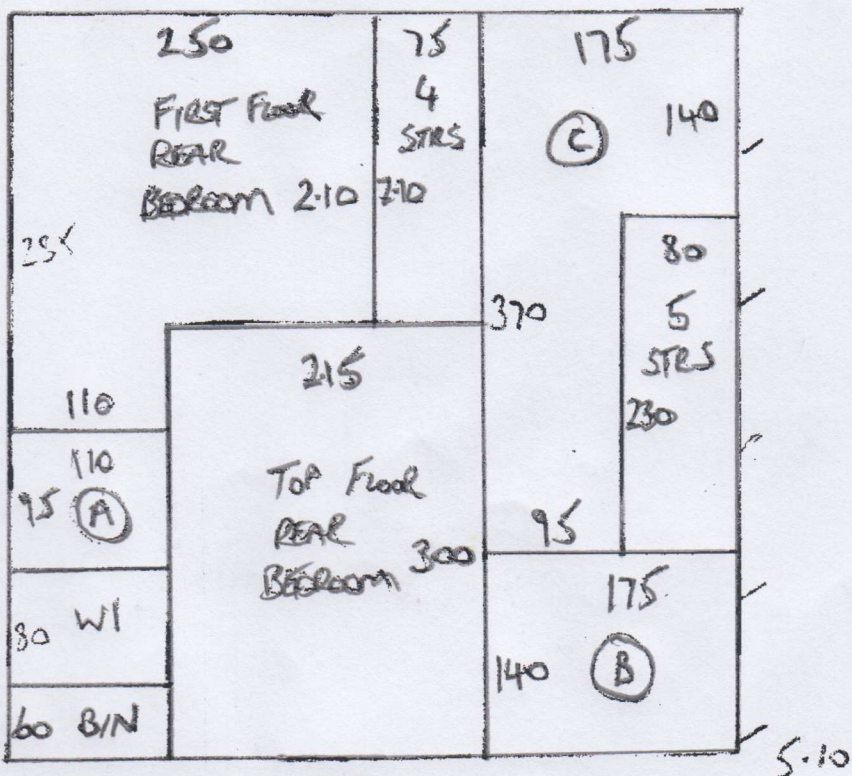 250
FIRST FLOOR
REAR
BEDROOM 2.10
75
4
STRS
2.10
175
140
C
80
5
STRS
230
370
95
110
110
95 A
80 W1
60 BIN
215
TOP FLOOR
REAR
BEDROOM 300
175
140 B
5.10